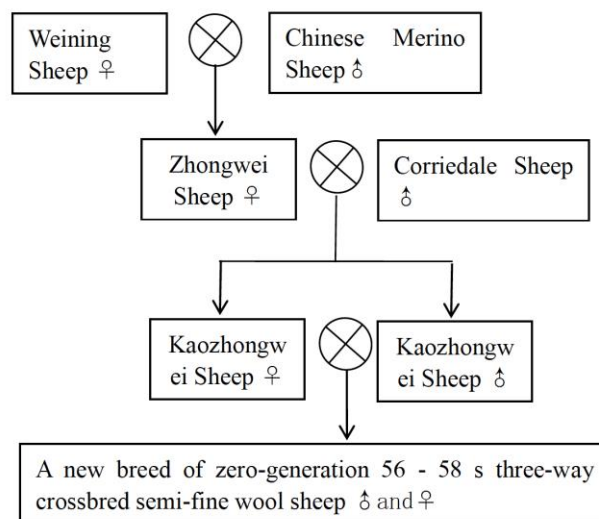 Weining
Sheep ♀
Chinese Merino
Sheep ♂
Zhongwei
Sheep ♀
Corriedale Sheep
♂
Kaozhongw
ei Sheep ♀
Kaozhongw
ei Sheep ♂
A new breed of zero-generation 56 - 58 s three-way
crossbred semi-fine wool sheep ♂ and ♀